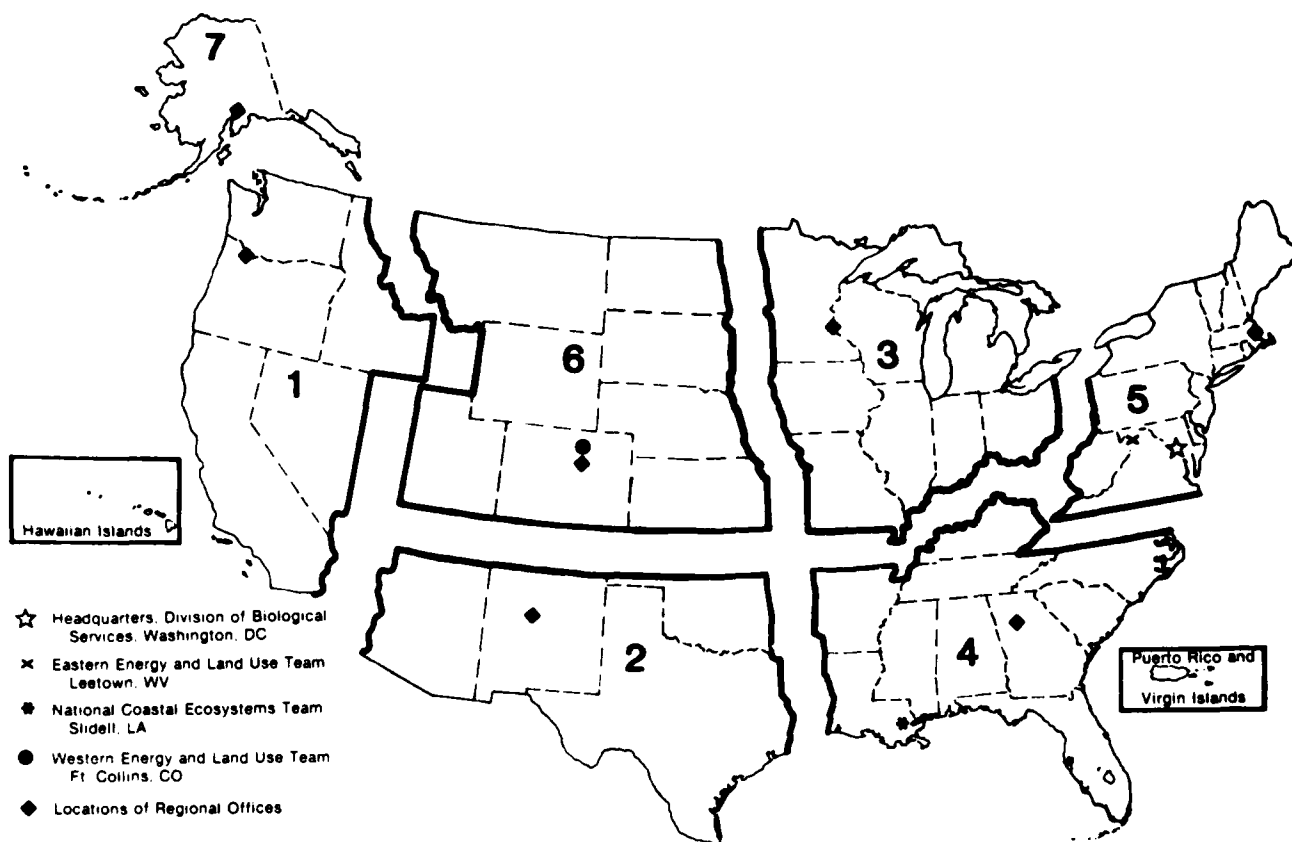 7
1
6
3
5
2
4
Hawaiian Islands
Puerto Rico and
Virgin Islands
☆ Headquarters, Division of Biological
Services, Washington, DC
× Eastern Energy and Land Use Team
Leetown, WV
✱ National Coastal Ecosystems Team
Slidell, LA
● Western Energy and Land Use Team
Ft Collins, CO
◆ Locations of Regional Offices